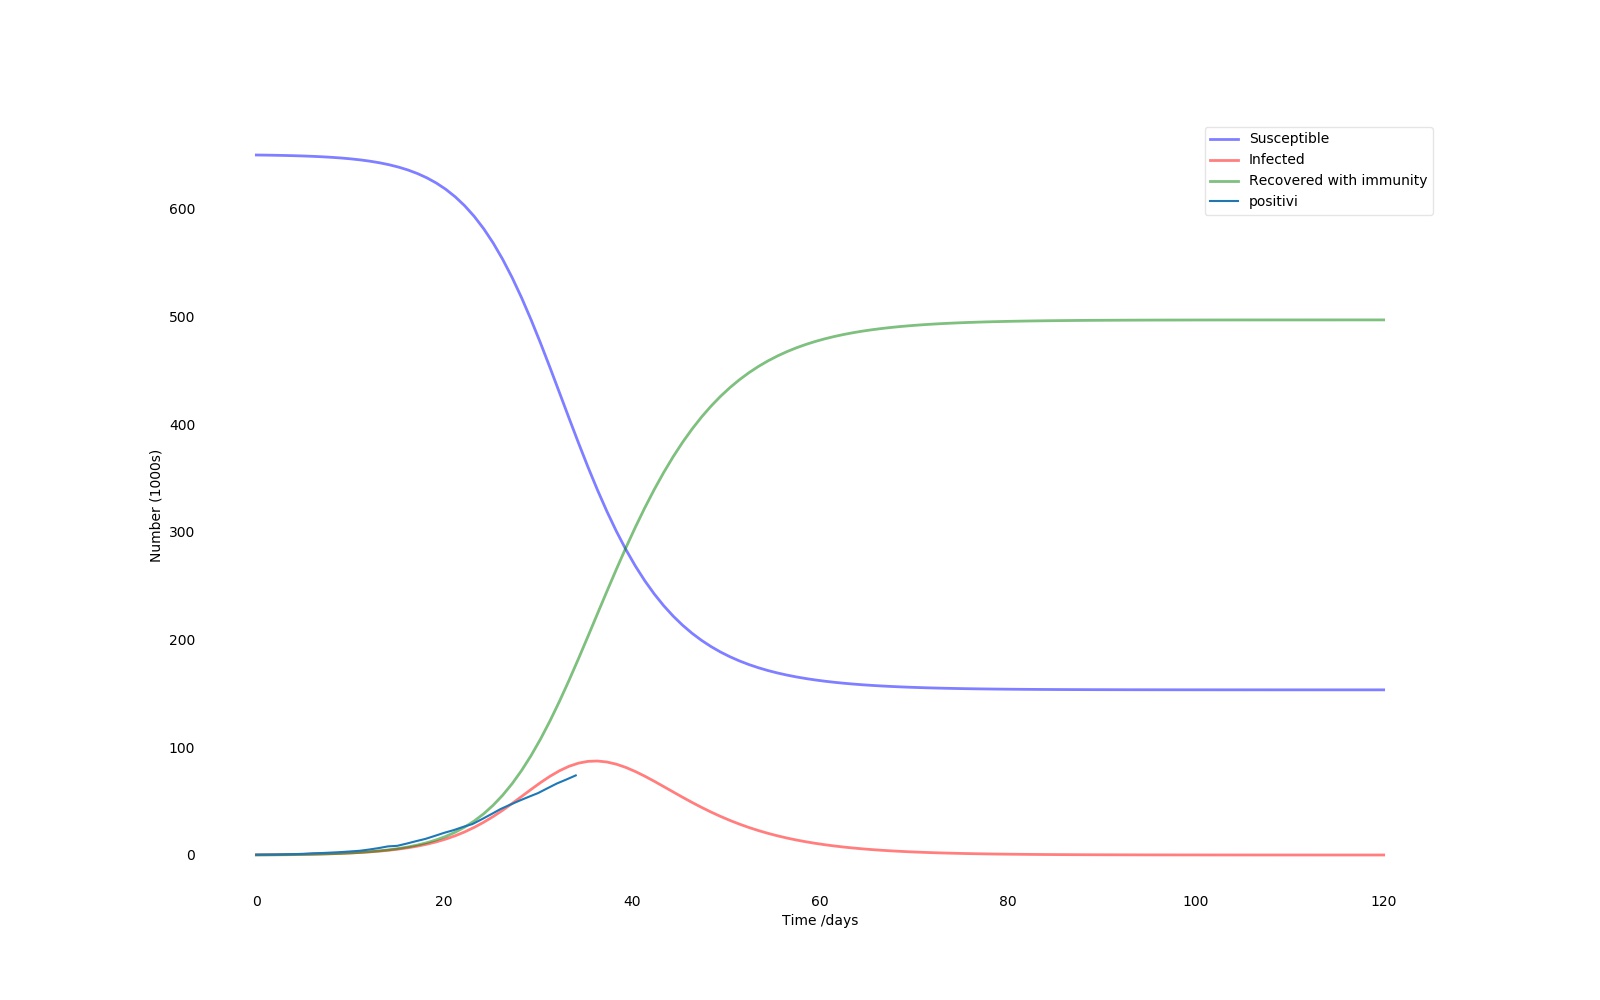 Susceptible
Infected
Recovered with immunity
positivi
600
500
400
300
200
100
0
Number (1000s)
0 20 40 60 80 100 120
Time /days